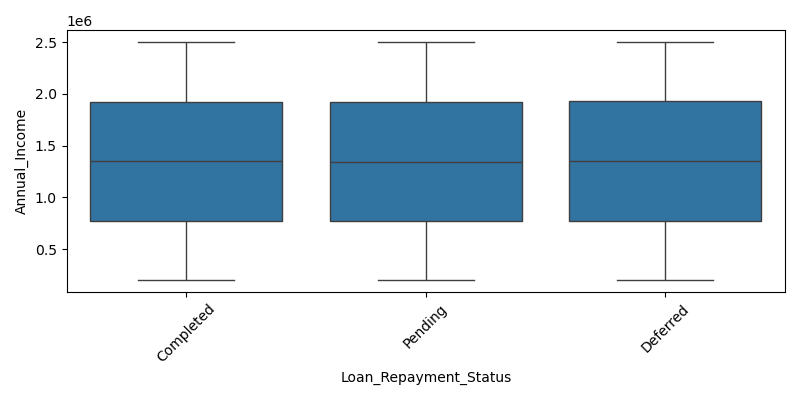 1e6
2.5
2.0
1.5
1.0
0.5
Annual_Income
Completed
Pending
Deferred
Loan_Repayment_Status